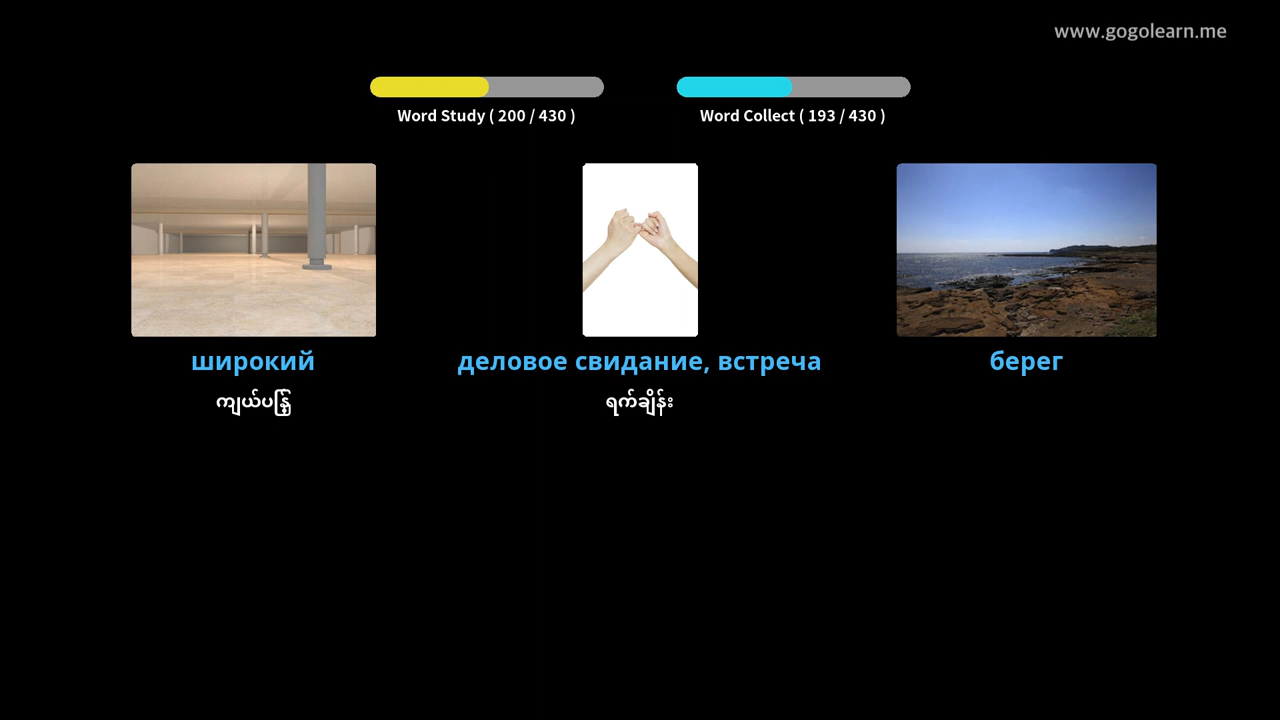 www.gogolearn.me
Word Study ( 200 / 430 )
Word Collect ( 193 / 430 )
широкий
деловое свидание, встреча
берег
ကျယ်ပြန့်
ရက်ချိန်း